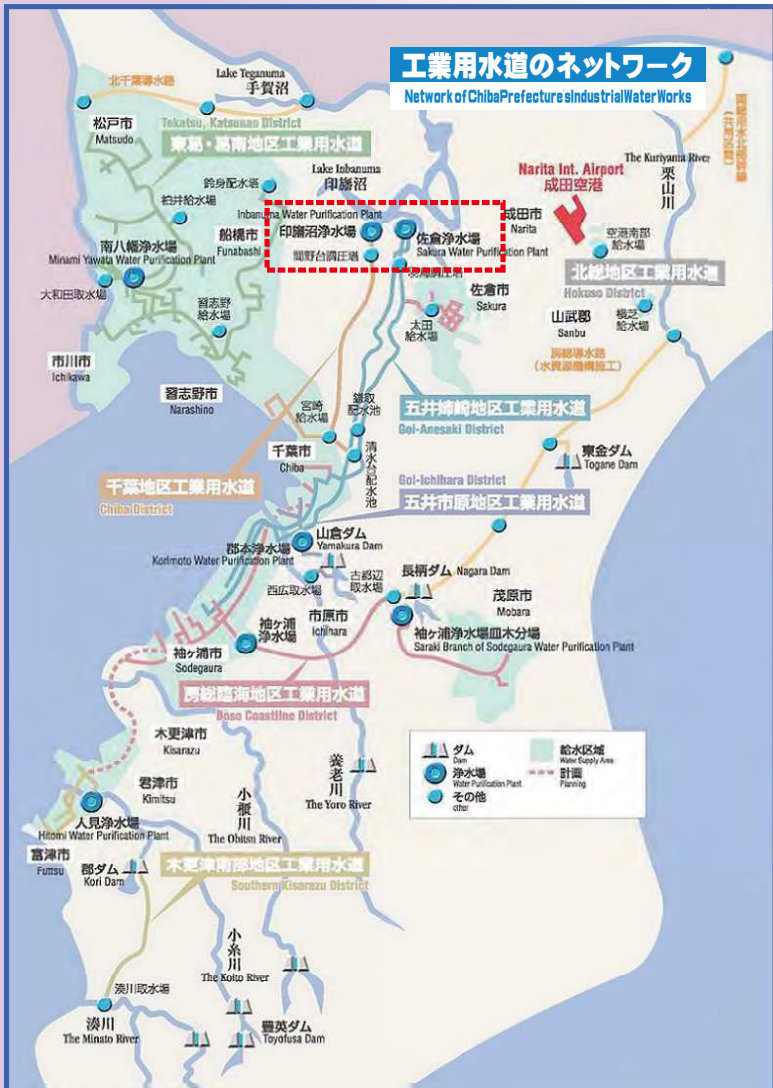 工業用水道のネットワーク
Network of Chiba Prefecture's Industrial Water Works
北千葉導水路
Lake Teganuma
手賀沼
松戸市
Matsudo
Tokatsu, Katsunan District
東葛・葛南地区工業用水道
The Kuriyama River
栗山川
Lake Inbanuma
印旛沼
Narita Int. Airport
成田空港
柏井給水場
Inbanuma Water Purification Plant
印旛沼浄水場
佐倉浄水場
Sakura Water Purification Plant
成田市
Narita
空港南部
給水場
船橋市
Funabashi
南八幡浄水場
Minami Yawata Water Purification Plant
北総地区工業用水道
Hokuso District
大和田取水場
習志野
給水場
佐倉市
Sakura
太田
給水場
山武郡
Sanbu
横芝
給水場
房総導水路
(水資源機構施工)
市川市
Ichikawa
習志野市
Narashino
宮崎
給水場
鎌取
配水池
五井姉崎地区工業用水道
Goi-Anesaki District
千葉市
Chiba
清水台配水池
東金ダム
Togane Dam
千葉地区工業用水道
Chiba District
Goi-Ichihara District
五井市原地区工業用水道
郡本浄水場
Korimoto Water Purification Plant
山倉ダム
Yamakura Dam
西広取水場
古都辺
取水場
長柄ダム
Nagara Dam
市原市
Ichihara
茂原市
Mobara
袖ヶ浦
浄水場
袖ヶ浦浄水場皿木分場
Saraki Branch of Sodegaura Water Purification Plant
袖ヶ浦市
Sodegaura
房総臨海地区工業用水道
Boso Coastline District
木更津市
Kisarazu
養老川
The Yoro River
ダム
Dam
浄水場
Water Purification Plant
その他
other
給水区域
Water Supply Area
計画
Planning
君津市
Kimitsu
小櫃川
The Obitsu River
人見浄水場
Hitomi Water Purification Plant
富津市
Futtsu
郡ダム
Kori Dam
木更津南部地区工業用水道
Southern Kisarazu District
小糸川
The Koito River
湊川取水場
湊川
The Minato River
豊英ダム
Toyofusa Dam